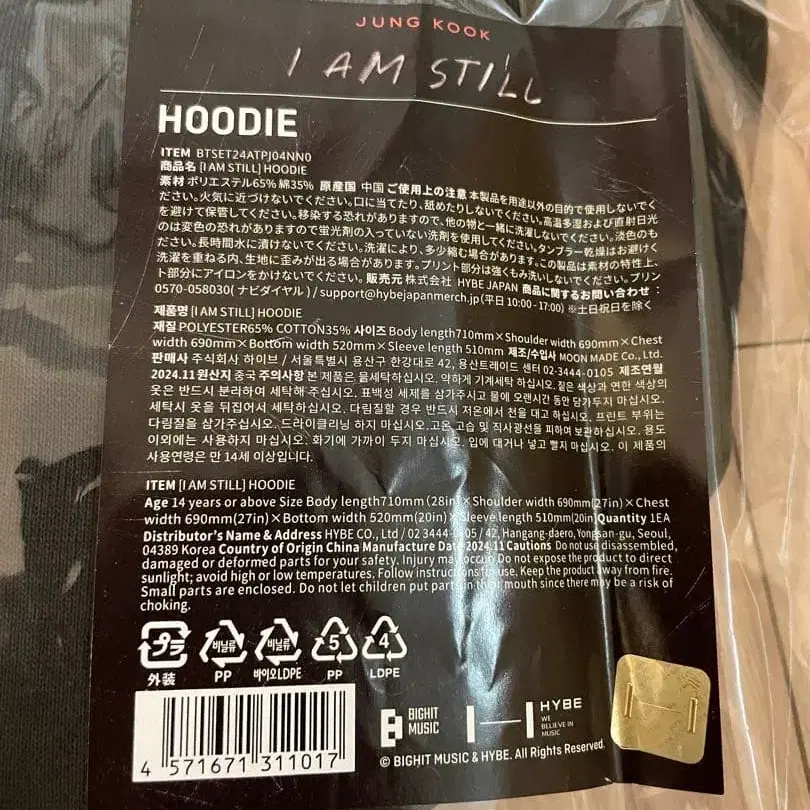 JUNG KOOK
I AM STILL
HOODIE
ITEM BTSET24ATPJ04NN0
商品名 [I AM STILL] HOODIE
素材 ポリエステル65% 綿35% 原産国 中国 ご使用上の注意 本製品を用途以外の目的で使用しないでく
ださい。火気に近づけないでください。口に当てたり、舐めたりしないでください。高温多湿および直射日光
を避けて保管してください。移染する恐れがありますので、他の物と一緒に洗濯しないでください。淡色のも
のは変色の恐れがありますので蛍光剤の入っていない洗剤を使用してください。タンブラー乾燥はお避けく
ださい。長時間水に漬けないでください。洗濯により、多少縮む場合があります。この製品は素材の特性上、
洗濯を重ねる内、生地に歪みが出る場合があります。プリント部分は強くもみ洗いしないでください。プリン
ト部分にアイロンをかけないでください。販売元 株式会社 HYBE JAPAN 商品に関するお問い合わせ：
0570-058030( ナビダイヤル ) / support@hybejapanmerch.jp(平日 10:00 - 17:00) ※土日祝日を除く
제품명 [I AM STILL] HOODIE
재질 POLYESTER65% COTTON35% 사이즈 Body length710mm×Shoulder width 690mm×Chest
width 690mm×Bottom width 520mm×Sleeve length 510mm 제조/수입사 MOON MADE Co., Ltd.
판매사 주식회사 하이브 / 서울특별시 용산구 한강대로 42, 용산트레이드 센터 02-3444-0105 제조연월
2024.11 원산지 중국 주의사항 본 제품은 물세탁하십시오. 약하게 기계세탁 하십시오. 짙은 색상과 연한 색상의
옷은 반드시 분리하여 세탁 하십시오. 표백성 세제를 삼가주시고 물에 오랜시간 동안 담가두지 마십시오.
세탁시 옷을 뒤집어서 세탁하십시오. 다림질할 경우 반드시 저온에서 천을 대고 하십시오. 프린트 부위는
다림질을 삼가주십시오. 드라이클리닝 하지 마십시오. 고온 고습 및 직사광선을 피하여 보관하십시오. 용도
이외에는 사용하지 마십시오. 화기에 가까이 두지 마십시오. 입에 대거나 넣고 빨지 마십시오. 이 제품의
사용연령은 만 14세 이상입니다.
ITEM [I AM STILL] HOODIE
Age 14 years or above Size Body length710mm (28in)×Shoulder width 690mm(27in)×Chest
width 690mm(27in)×Bottom width 520mm(20in)×Sleeve length 510mm(20in) Quantity 1EA
Distributor's Name & Address HYBE CO., Ltd / 02 3444-0105 / 42, Hangang-daero, Yongsan-gu, Seoul,
04389 Korea Country of Origin China Manufacture Date 2024.11 Cautions Do not use disassembled,
damaged or deformed parts for your safety. Injury may occur. Do not expose the product to direct
sunlight; avoid high or low temperatures. Follow instructions for use. Keep the product away from fire.
Small parts are enclosed. Do not let children put parts in their mouth since there may be a risk of
choking.
プラ 비닐류 비닐류 5 4
外装 PP 바이오LDPE PP LDPE
4 571671 311017
BIGHIT
MUSIC
HYBE
WE
BELIEVE IN
MUSIC
© BIGHIT MUSIC & HYBE. All Rights Reserved.